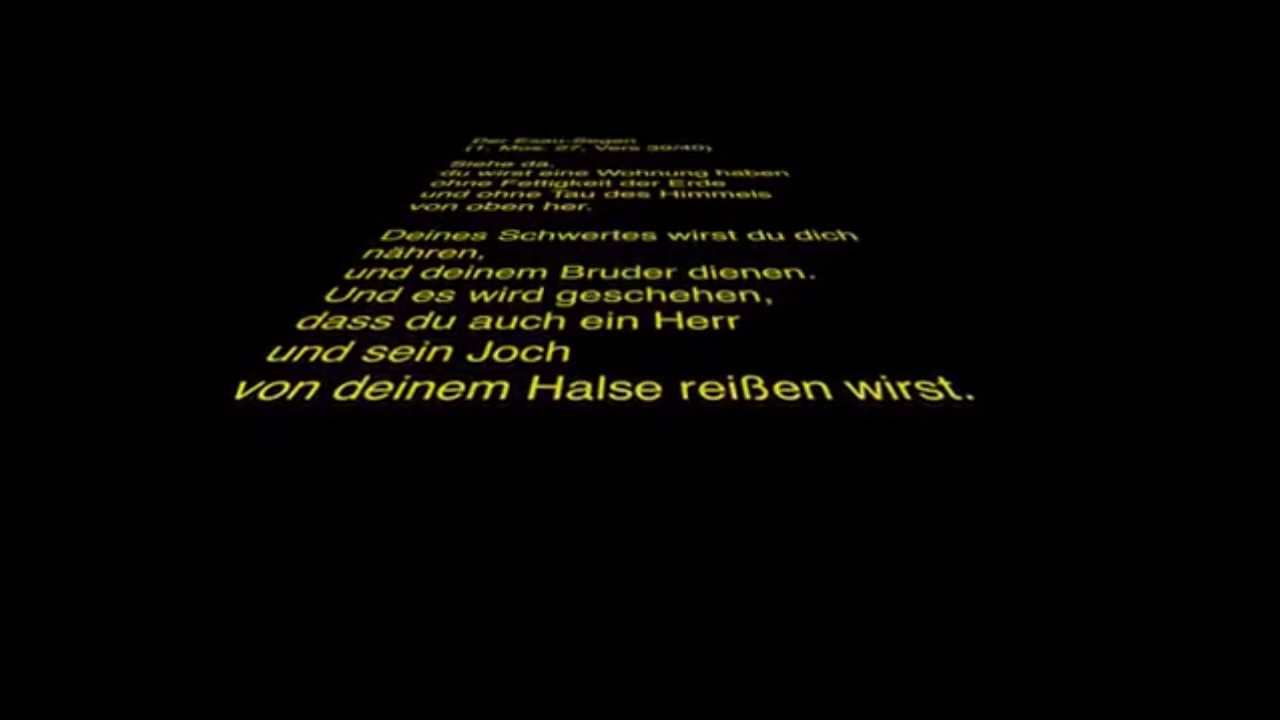 Der Esau-Segen
(1. Mos. 27, Vers 39/40)
Siehe da,
du wirst eine Wohnung haben
ohne Fettigkeit der Erde
und ohne Tau des Himmels
von oben her.
Deines Schwertes wirst du dich
nähren,
und deinem Bruder dienen.
Und es wird geschehen,
dass du auch ein Herr
und sein Joch
von deinem Halse reißen wirst.